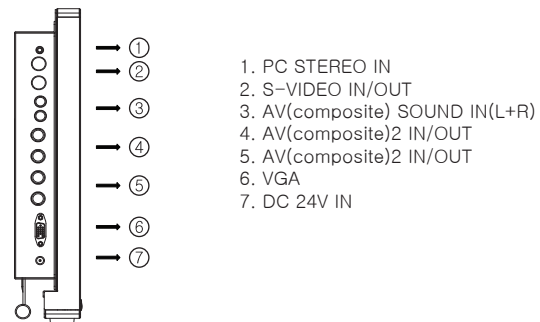 ①
②
③
④
⑤
⑥
⑦
1. PC STEREO IN
2. S-VIDEO IN/OUT
3. AV(composite) SOUND IN(L+R)
4. AV(composite)2 IN/OUT
5. AV(composite)2 IN/OUT
6. VGA
7. DC 24V IN